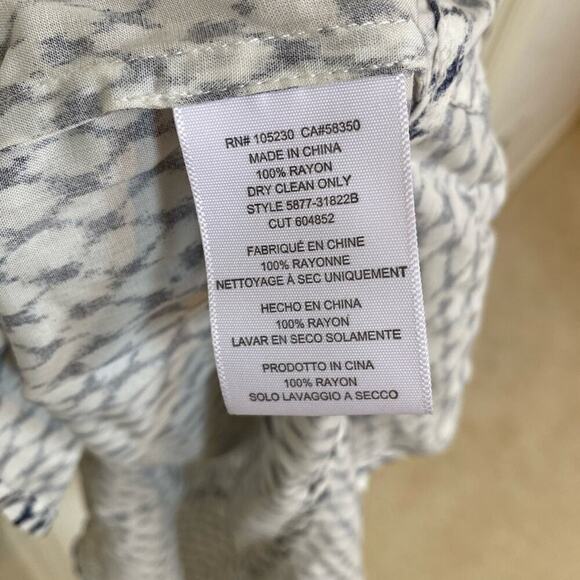 RN# 105230 CA#58350
MADE IN CHINA
100% RAYON
DRY CLEAN ONLY
STYLE 5877-31822B
CUT 604852
FABRIQUÉ EN CHINE
100% RAYONNE
NETTOYAGE À SEC UNIQUEMENT
HECHO EN CHINA
100% RAYON
LAVAR EN SECO SOLAMENTE
PRODOTTO IN CINA
100% RAYON
SOLO LAVAGGIO A SECCO